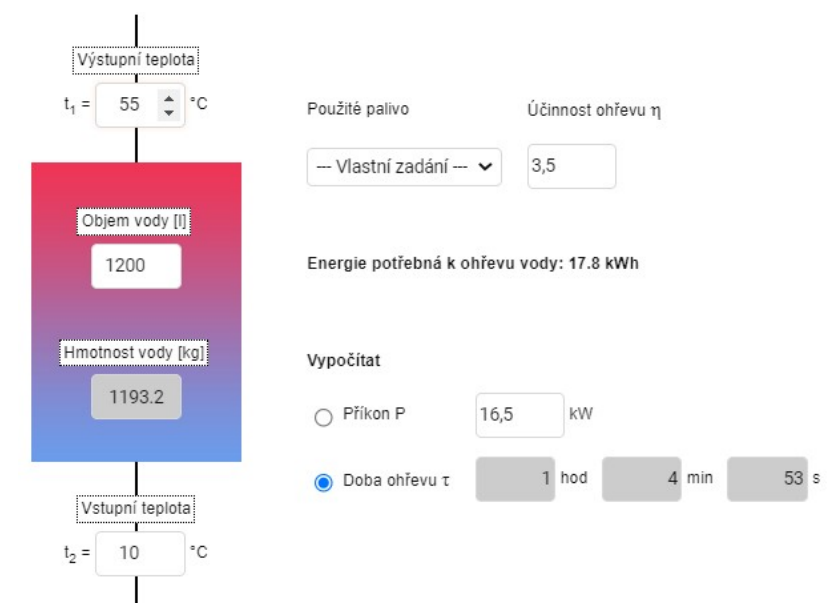 Výstupní teplota
t₁ = 55 °C
Použité palivo Účinnost ohřevu η
--- Vlastní zadání --- 3,5
Objem vody [l]
1200
Energie potřebná k ohřevu vody: 17.8 kWh
Hmotnost vody [kg]
1193.2
Vypočítat
Příkon P 16,5 kW
Doba ohřevu τ 1 hod 4 min 53 s
Vstupní teplota
t₂ = 10 °C